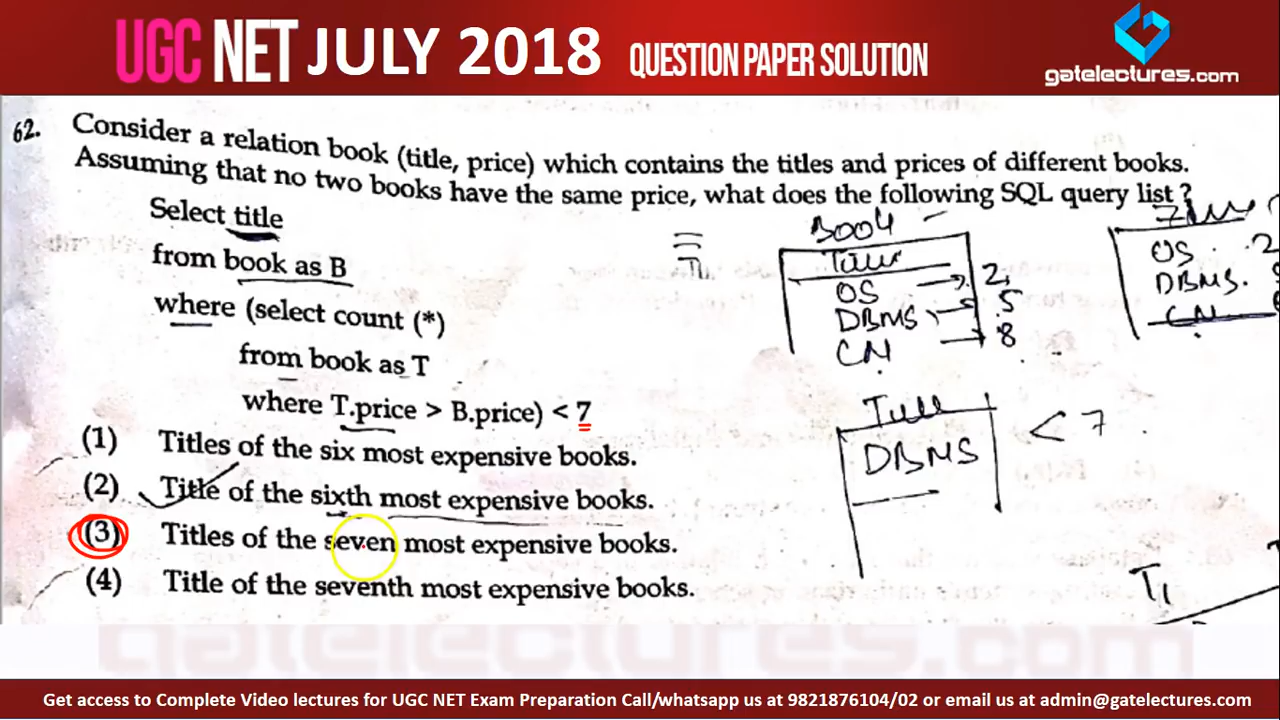 UGC NET JULY 2018 QUESTION PAPER SOLUTION
gatelectures.com
62. Consider a relation book (title, price) which contains the titles and prices of different books.
Assuming that no two books have the same price, what does the following SQL query list ?
Select title
from book as B
where (select count (*)
from book as T
where T.price > B.price) < 7
(1) Titles of the six most expensive books.
(2) Title of the sixth most expensive books.
(3) Titles of the seven most expensive books.
(4) Title of the seventh most expensive books.
Book
OS 2
DBMS 5
CN 8
OS 2
DBMS
CN
DBMS
< 7
T1
gatelectures.com
Get access to Complete Video lectures for UGC NET Exam Preparation Call/whatsapp us at 9821876104/02 or email us at admin@gatelectures.com